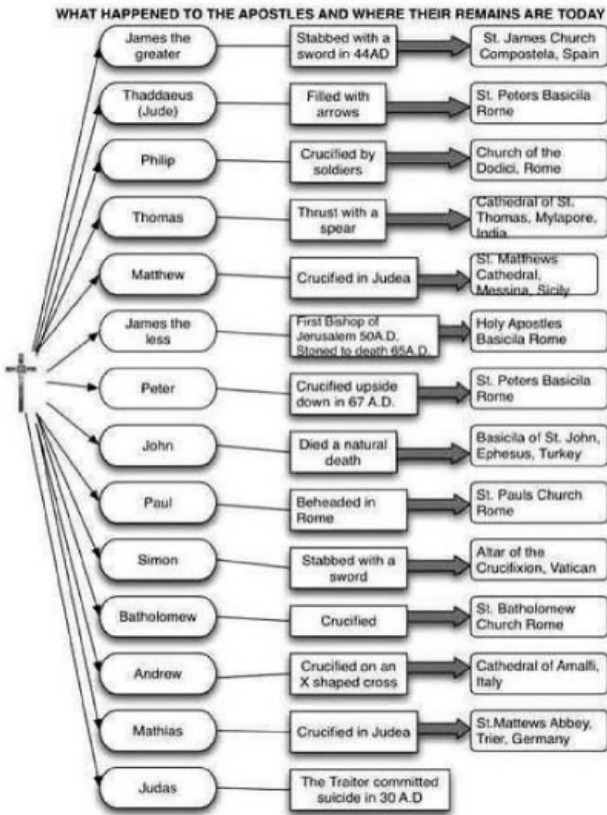 WHAT HAPPENED TO THE APOSTLES AND WHERE THEIR REMAINS ARE TODAY
James the
greater
Stabbed with a
sword in 44AD
St. James Church
Compostela, Spain
Thaddaeus
(Jude)
Filled with
arrows
St. Peters Basicila
Rome
Philip
Crucified by
soldiers
Church of the
Dodici, Rome
Thomas
Thrust with a
spear
Cathedral of St.
Thomas, Mylapore,
India
Matthew
Crucified in Judea
St. Matthews
Cathedral,
Messina, Sicily
James the
less
First Bishop of
Jerusalem 50A.D.
Stoned to death 65A.D.
Holy Apostles
Basicila Rome
Peter
Crucified upside
down in 67 A.D.
St. Peters Basicila
Rome
John
Died a natural
death
Basicila of St. John,
Ephesus, Turkey
Paul
Beheaded in
Rome
St. Pauls Church
Rome
Simon
Stabbed with a
sword
Altar of the
Crucifixion, Vatican
Batholomew
Crucified
St. Batholomew
Church Rome
Andrew
Crucified on an
X shaped cross
Cathedral of Amalfi,
Italy
Mathias
Crucified in Judea
St.Mattews Abbey,
Trier, Germany
Judas
The Traitor committed
suicide in 30 A.D